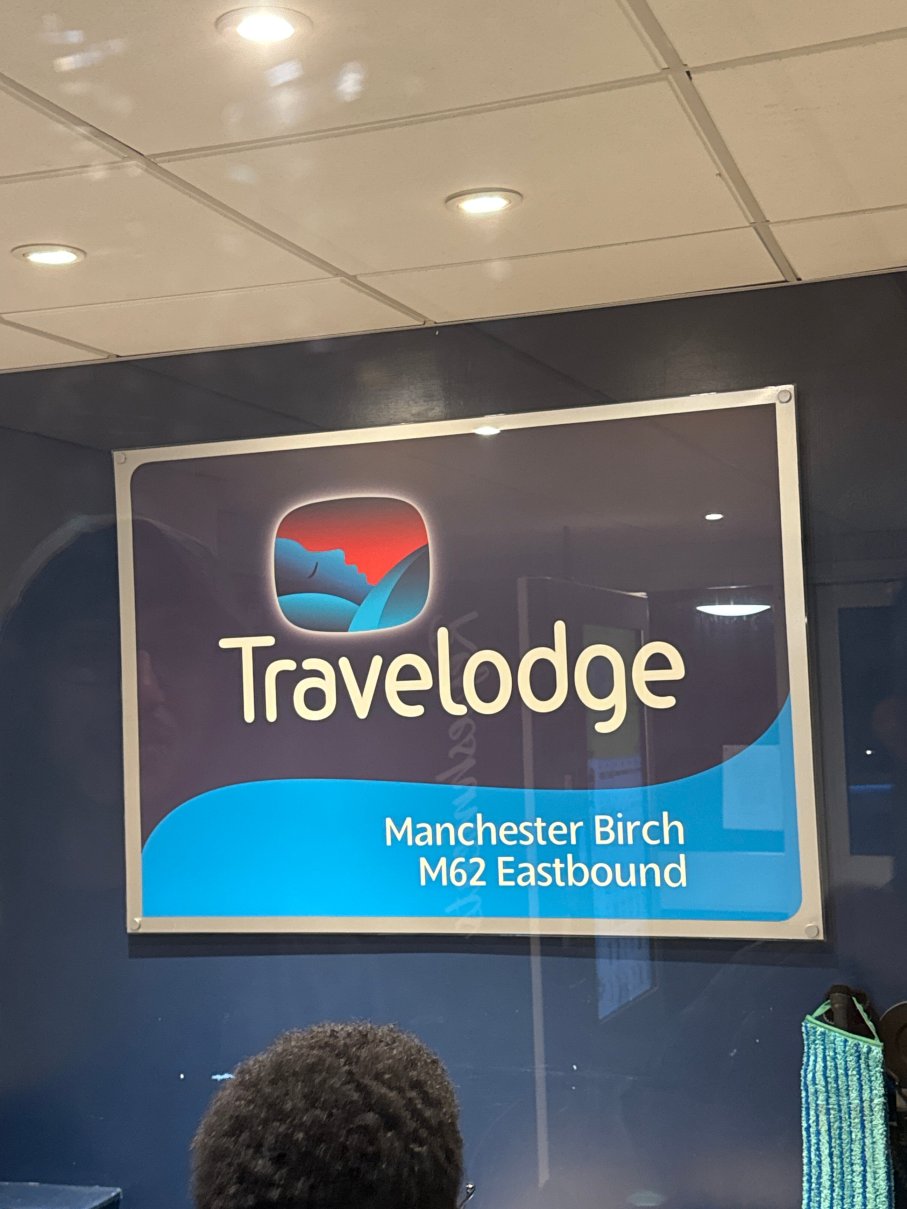 Travelodge
Manchester Birch
M62 Eastbound